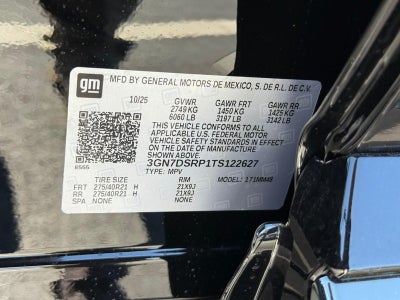 gm
MFD BY GENERAL MOTORS DE MEXICO, S. DE R.L. DE C.V.
10/25 GVWR GAWR FRT GAWR RR
2749 KG 1450 KG 1425 KG
6060 LB 3197 LB 3142 LB
THIS VEHICLE CONFORMS TO ALL
APPLICABLE U.S. FEDERAL MOTOR
VEHICLE SAFETY STANDARDS IN
EFFECT ON THE DATE OF
MANUFACTURE SHOWN ABOVE.
3GN7DSRP1TS122627
TYPE: MPV MODEL: 1MM48
TIRE SIZE RIM
FRT 275/40R21 H 21X9J
RR 275/40R21 H 21X9J
SPA NONE NONE